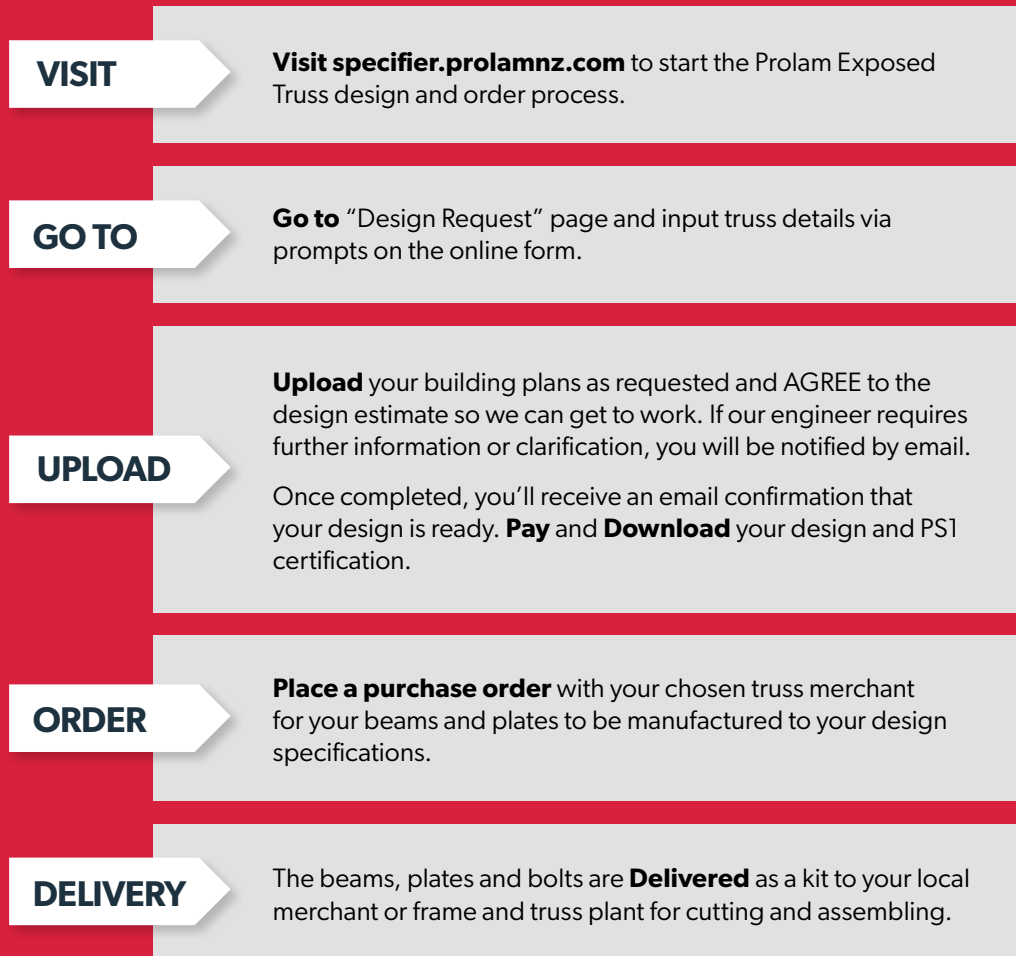 VISIT
Visit specifier.prolamnz.com to start the Prolam Exposed
Truss design and order process.
GO TO
Go to “Design Request” page and input truss details via
prompts on the online form.
UPLOAD
Upload your building plans as requested and AGREE to the
design estimate so we can get to work. If our engineer requires
further information or clarification, you will be notified by email.
Once completed, you’ll receive an email confirmation that
your design is ready. Pay and Download your design and PS1
certification.
ORDER
Place a purchase order with your chosen truss merchant
for your beams and plates to be manufactured to your design
specifications.
DELIVERY
The beams, plates and bolts are Delivered as a kit to your local
merchant or frame and truss plant for cutting and assembling.